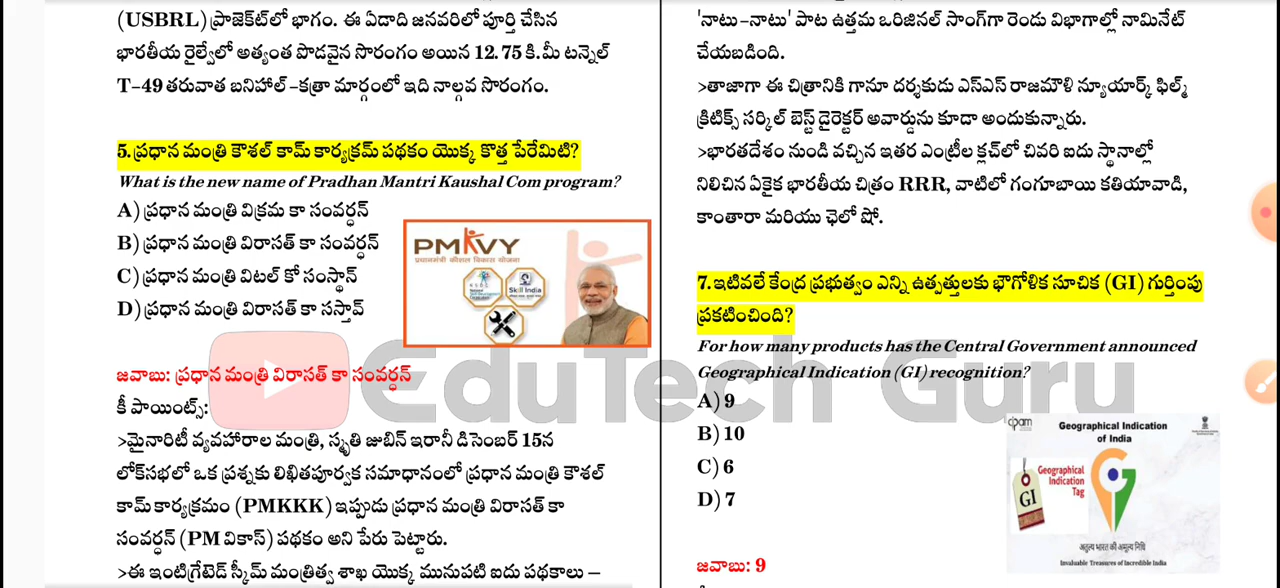 (USBRL) ప్రాజెక్ట్‌లో భాగం. ఈ ఏడాది జనవరిలో పూర్తి చేసిన
భారతీయ రైల్వేలో అత్యంత పొడవైన సొరంగం అయిన 12.75 కి.మీ టన్నెల్
T-49 తరువాత బనిహాల్ -కత్రా మార్గంలో ఇది నాల్గవ సొరంగం.
5. ప్రధాన మంత్రి కౌశల్ కామ్ కార్యక్రమ్ పథకం యొక్క కొత్త పేరేమిటి?
What is the new name of Pradhan Mantri Kaushal Com program?
A) ప్రధాన మంత్రి విక్రమ కా సంవర్ధన్
B) ప్రధాన మంత్రి విరాసత్ కా సంవర్ధన్
C) ప్రధాన మంత్రి విటల్ కో సంస్థాన్
D) ప్రధాన మంత్రి విరాసత్ కా సస్తావ్
PMKVY
प्रधानमंत्री कौशल विकास योजना
N S D C
Skill India
జవాబు: ప్రధాన మంత్రి విరాసత్ కా సంవర్ధన్
కీ పాయింట్స్:
>మైనారిటీ వ్యవహారాల మంత్రి, స్మృతి జుబిన్ ఇరానీ డిసెంబర్ 15న
లోక్‌సభలో ఒక ప్రశ్నకు లిఖితపూర్వక సమాధానంలో ప్రధాన మంత్రి కౌశల్
కామ్ కార్యక్రమం (PMKKK) ఇప్పుడు ప్రధాన మంత్రి విరాసత్ కా
సంవర్ధన్ (PM వికాస్) పథకం అని పేరు పెట్టారు.
>ఈ ఇంటిగ్రేటెడ్ స్కీమ్ మంత్రిత్వ శాఖ యొక్క మునుపటి ఐదు పథకాలు –
'నాటు-నాటు' పాట ఉత్తమ ఒరిజినల్ సాంగ్‌గా రెండు విభాగాల్లో నామినేట్
చేయబడింది.
>తాజాగా ఈ చిత్రానికి గానూ దర్శకుడు ఎస్ఎస్ రాజమౌళి న్యూయార్క్ ఫిల్మ్
క్రిటిక్స్ సర్కిల్ బెస్ట్ డైరెక్టర్ అవార్డును కూడా అందుకున్నారు.
>భారతదేశం నుండి వచ్చిన ఇతర ఎంట్రీల క్లచ్‌లో చివరి ఐదు స్థానాల్లో
నిలిచిన ఏకైక భారతీయ చిత్రం RRR, వాటిలో గంగూబాయి కతియావాడి,
కాంతారా మరియు ఛెలో షో.
7. ఇటీవలే కేంద్ర ప్రభుత్వం ఎన్ని ఉత్పత్తులకు భౌగోళిక సూచిక (GI) గుర్తింపు
ప్రకటించింది?
For how many products has the Central Government announced
Geographical Indication (GI) recognition?
A) 9
B) 10
C) 6
D) 7
Geographical Indication
of India
Geographical
Indication
Tag
GI
अतुल्य भारत की अमूल्य निधि
Invaluable Treasures of Incredible India
జవాబు: 9
EduTech Guru